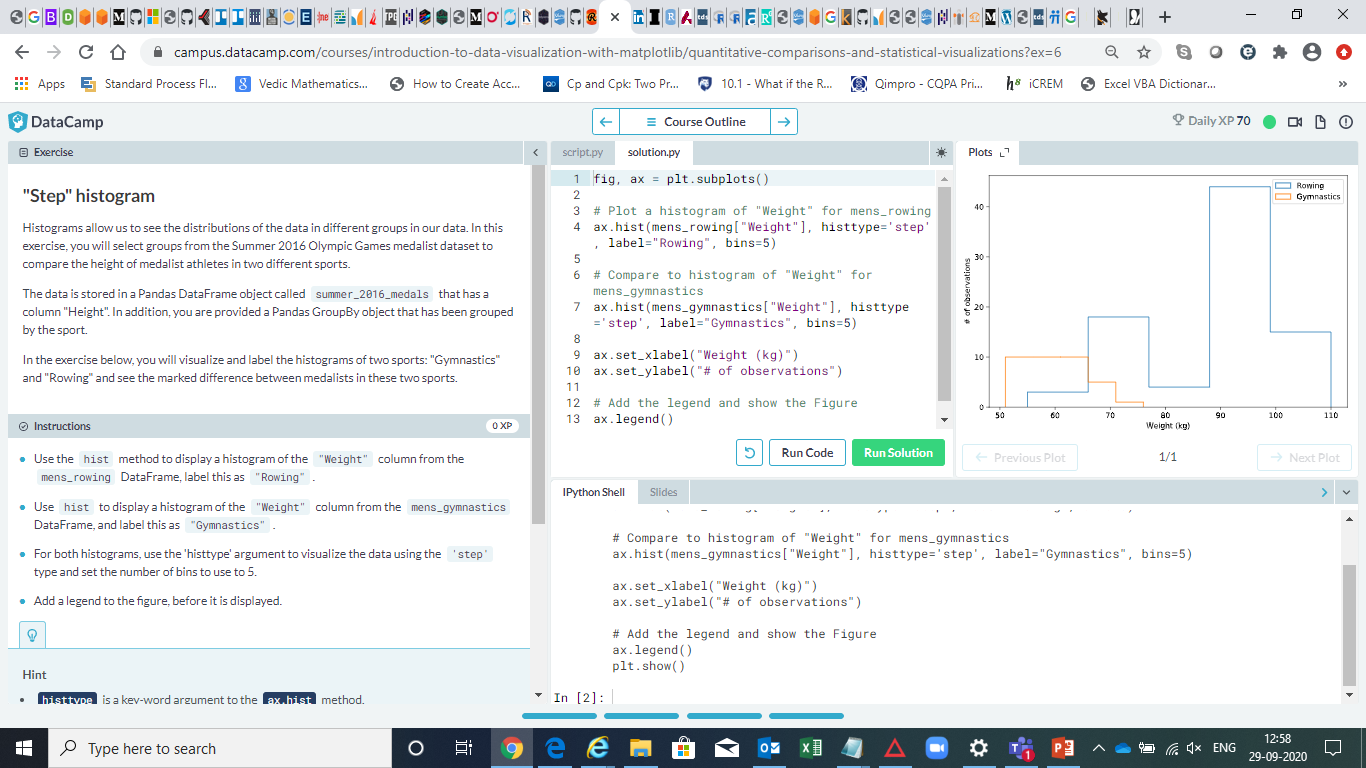 campus.datacamp.com/courses/introduction-to-data-visualization-with-matplotlib/quantitative-comparisons-and-statistical-visualizations?ex=6
Apps Standard Process Fl... Vedic Mathematics... How to Create Acc... Cp and Cpk: Two Pr... 10.1 - What if the R... Qimpro - CQPA Pri... iCREM Excel VBA Dictionar... »
DataCamp
Course Outline
Daily XP 70
Exercise
"Step" histogram
Histograms allow us to see the distributions of the data in different groups in our data. In this
exercise, you will select groups from the Summer 2016 Olympic Games medalist dataset to
compare the height of medalist athletes in two different sports.
The data is stored in a Pandas DataFrame object called summer_2016_medals that has a
column "Height". In addition, you are provided a Pandas GroupBy object that has been grouped
by the sport.
In the exercise below, you will visualize and label the histograms of two sports: "Gymnastics"
and "Rowing" and see the marked difference between medalists in these two sports.
Instructions
0 XP
• Use the hist method to display a histogram of the "Weight" column from the
mens_rowing DataFrame, label this as "Rowing" .
• Use hist to display a histogram of the "Weight" column from the mens_gymnastics
DataFrame, and label this as "Gymnastics" .
• For both histograms, use the 'histtype' argument to visualize the data using the 'step'
type and set the number of bins to use to 5.
• Add a legend to the figure, before it is displayed.
Hint
• histtype is a key-word argument to the ax.hist method.
script.py solution.py
1 fig, ax = plt.subplots()
2
3 # Plot a histogram of "Weight" for mens_rowing
4 ax.hist(mens_rowing["Weight"], histtype='step'
, label="Rowing", bins=5)
5
6 # Compare to histogram of "Weight" for
mens_gymnastics
7 ax.hist(mens_gymnastics["Weight"], histtype
='step', label="Gymnastics", bins=5)
8
9 ax.set_xlabel("Weight (kg)")
10 ax.set_ylabel("# of observations")
11
12 # Add the legend and show the Figure
13 ax.legend()
Run Code
Run Solution
Plots
Rowing
Gymnastics
# of observations
40
30
20
10
0
50 60 70 80 90 100 110
Weight (kg)
Previous Plot
1/1
Next Plot
IPython Shell Slides
# Compare to histogram of "Weight" for mens_gymnastics
ax.hist(mens_gymnastics["Weight"], histtype='step', label="Gymnastics", bins=5)
ax.set_xlabel("Weight (kg)")
ax.set_ylabel("# of observations")
# Add the legend and show the Figure
ax.legend()
plt.show()
In [2]:
Type here to search
ENG
12:58
29-09-2020